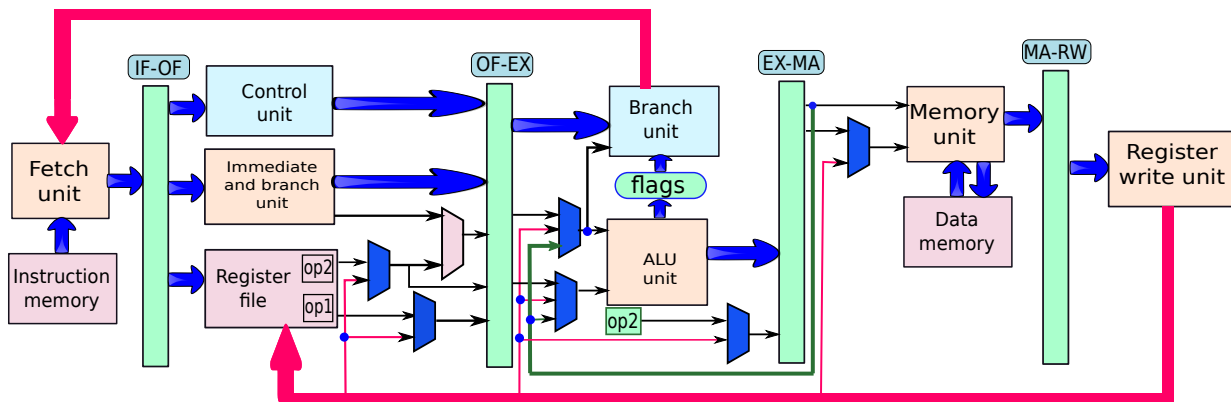 IF-OF
OF-EX
EX-MA
MA-RW
Control
unit
Branch
unit
Memory
unit
Fetch
unit
Immediate
and branch
unit
flags
Register
write unit
Instruction
memory
Register
file
op2
op1
ALU
unit
op2
Data
memory